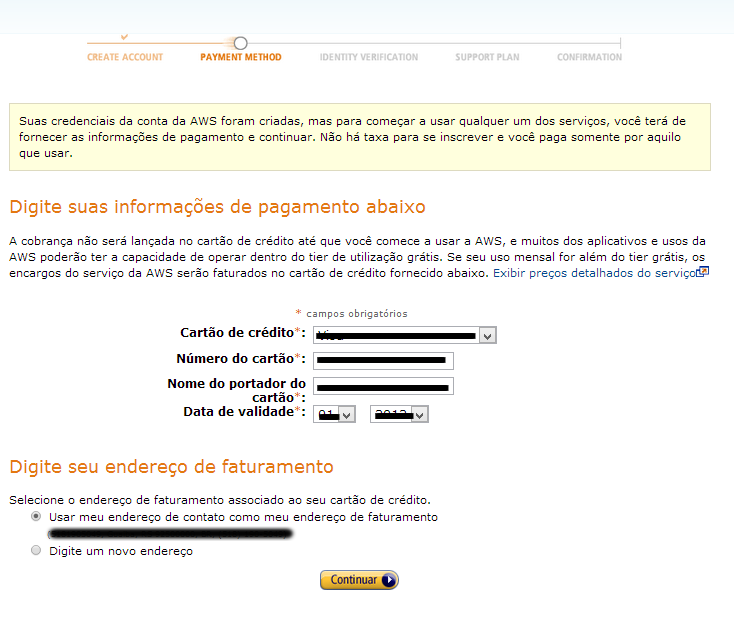 CREATE ACCOUNT PAYMENT METHOD IDENTITY VERIFICATION SUPPORT PLAN CONFIRMATION
Suas credenciais da conta da AWS foram criadas, mas para começar a usar qualquer um dos serviços, você terá de
fornecer as informações de pagamento e continuar. Não há taxa para se inscrever e você paga somente por aquilo
que usar.
Digite suas informações de pagamento abaixo
A cobrança não será lançada no cartão de crédito até que você comece a usar a AWS, e muitos dos aplicativos e usos da
AWS poderão ter a capacidade de operar dentro do tier de utilização grátis. Se seu uso mensal for além do tier grátis, os
encargos do serviço da AWS serão faturados no cartão de crédito fornecido abaixo. Exibir preços detalhados do serviço
* campos obrigatórios
Cartão de crédito*:
Número do cartão*:
Nome do portador do
cartão*:
Data de validade*:
Digite seu endereço de faturamento
Selecione o endereço de faturamento associado ao seu cartão de crédito.
Usar meu endereço de contato como meu endereço de faturamento
Digite um novo endereço
Continuar